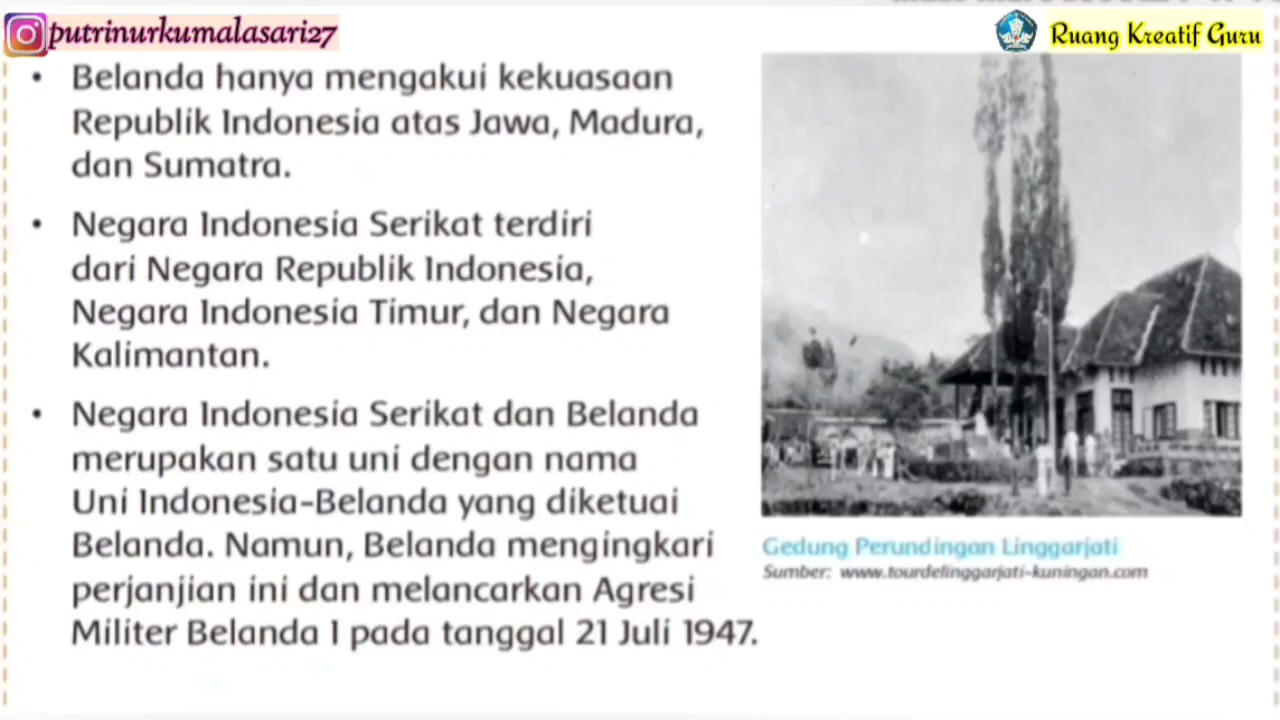 putrinurkumalasari27
Ruang Kreatif Guru
• Belanda hanya mengakui kekuasaan
Republik Indonesia atas Jawa, Madura,
dan Sumatra.
• Negara Indonesia Serikat terdiri
dari Negara Republik Indonesia,
Negara Indonesia Timur, dan Negara
Kalimantan.
• Negara Indonesia Serikat dan Belanda
merupakan satu uni dengan nama
Uni Indonesia-Belanda yang diketuai
Belanda. Namun, Belanda mengingkari
perjanjian ini dan melancarkan Agresi
Militer Belanda 1 pada tanggal 21 Juli 1947.
Gedung Perundingan Linggarjati
Sumber: www.tourdelinggarjati-kuningan.com